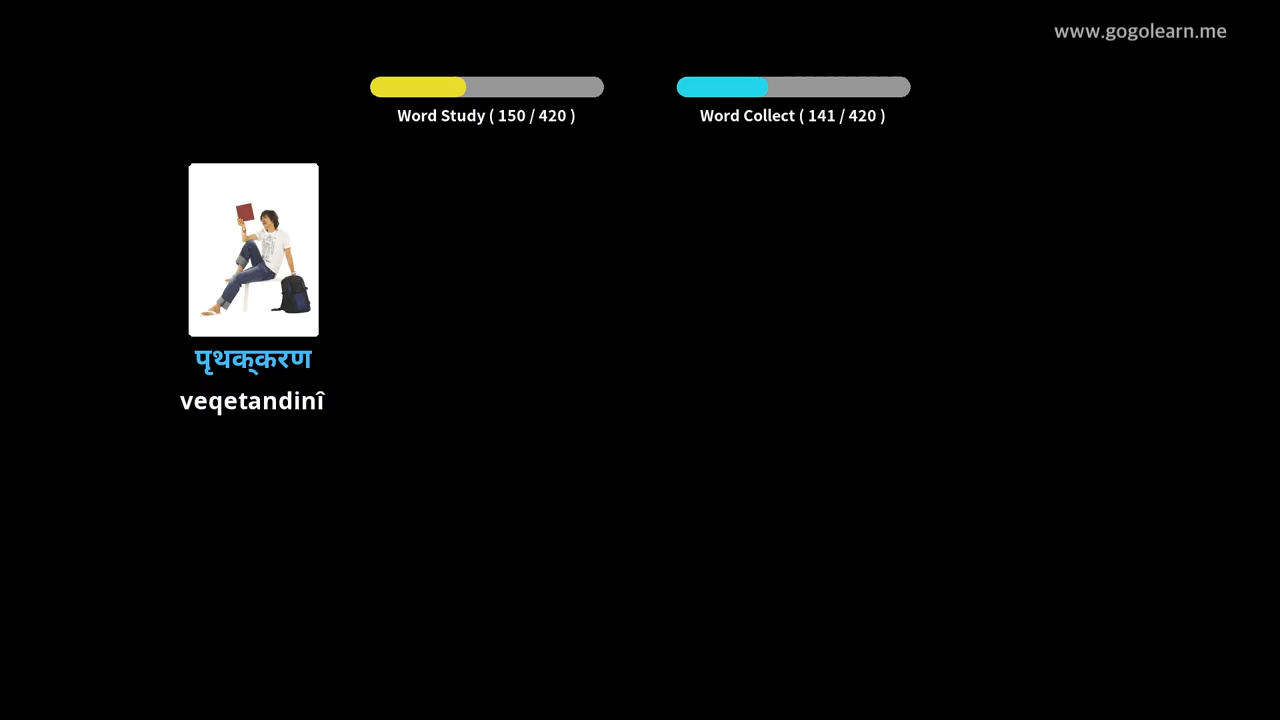 www.gogolearn.me
Word Study ( 150 / 420 )
Word Collect ( 141 / 420 )
पृथक्‌करण
veqetandinî